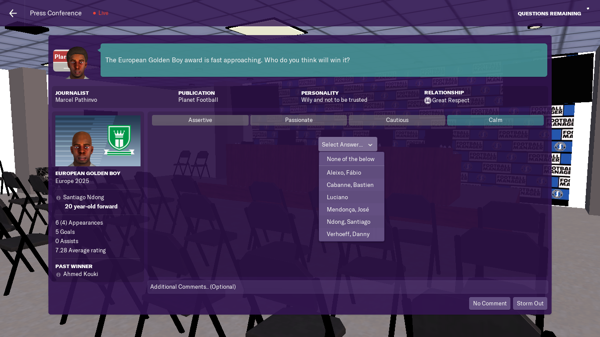 Press Conference
Live
QUESTIONS REMAINING
The European Golden Boy award is fast approaching. Who do you think will win it?
JOURNALIST
Marcel Pathinvo
PUBLICATION
Planet Football
PERSONALITY
Wily and not to be trusted
RELATIONSHIP
Great Respect
Assertive
Passionate
Cautious
Calm
Select Answer...
None of the below
Aleixo, Fábio
Cabanne, Bastien
Luciano
Mendonça, José
Ndong, Santiago
Verhoeff, Danny
EUROPEAN GOLDEN BOY
Europe 2025
Santiago Ndong
20 year-old forward
6 (4) Appearances
5 Goals
0 Assists
7.28 Average rating
PAST WINNER
Ahmed Kouki
Additional Comments.. (Optional)
No Comment
Storm Out